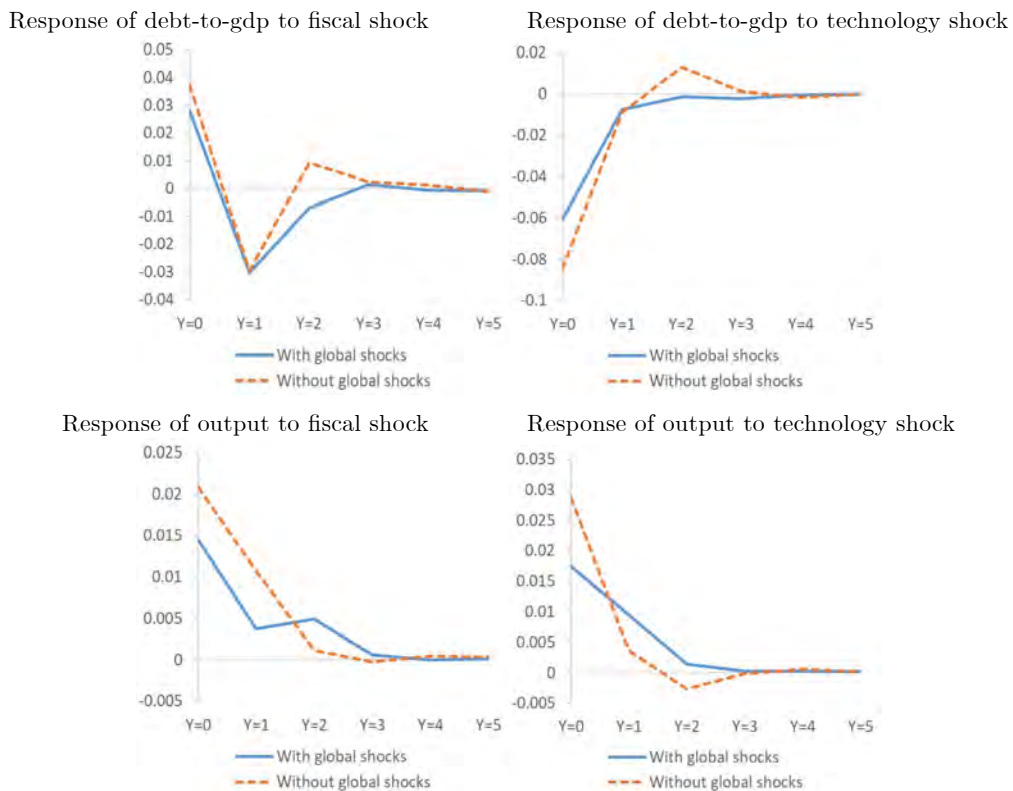 Response of debt-to-gdp to fiscal shock
0.05
0.04
0.03
0.02
0.01
0
-0.01
-0.02
-0.03
-0.04
Y=0 Y=1 Y=2 Y=3 Y=4 Y=5
With global shocks
Without global shocks
Response of debt-to-gdp to technology shock
0.02
0
-0.02
-0.04
-0.06
-0.08
-0.1
Y=0 Y=1 Y=2 Y=3 Y=4 Y=5
With global shocks
Without global shocks
Response of output to fiscal shock
0.025
0.02
0.015
0.01
0.005
0
-0.005
Y=0 Y=1 Y=2 Y=3 Y=4 Y=5
With global shocks
Without global shocks
Response of output to technology shock
0.035
0.03
0.025
0.02
0.015
0.01
0.005
0
-0.005
Y=0 Y=1 Y=2 Y=3 Y=4 Y=5
With global shocks
Without global shocks